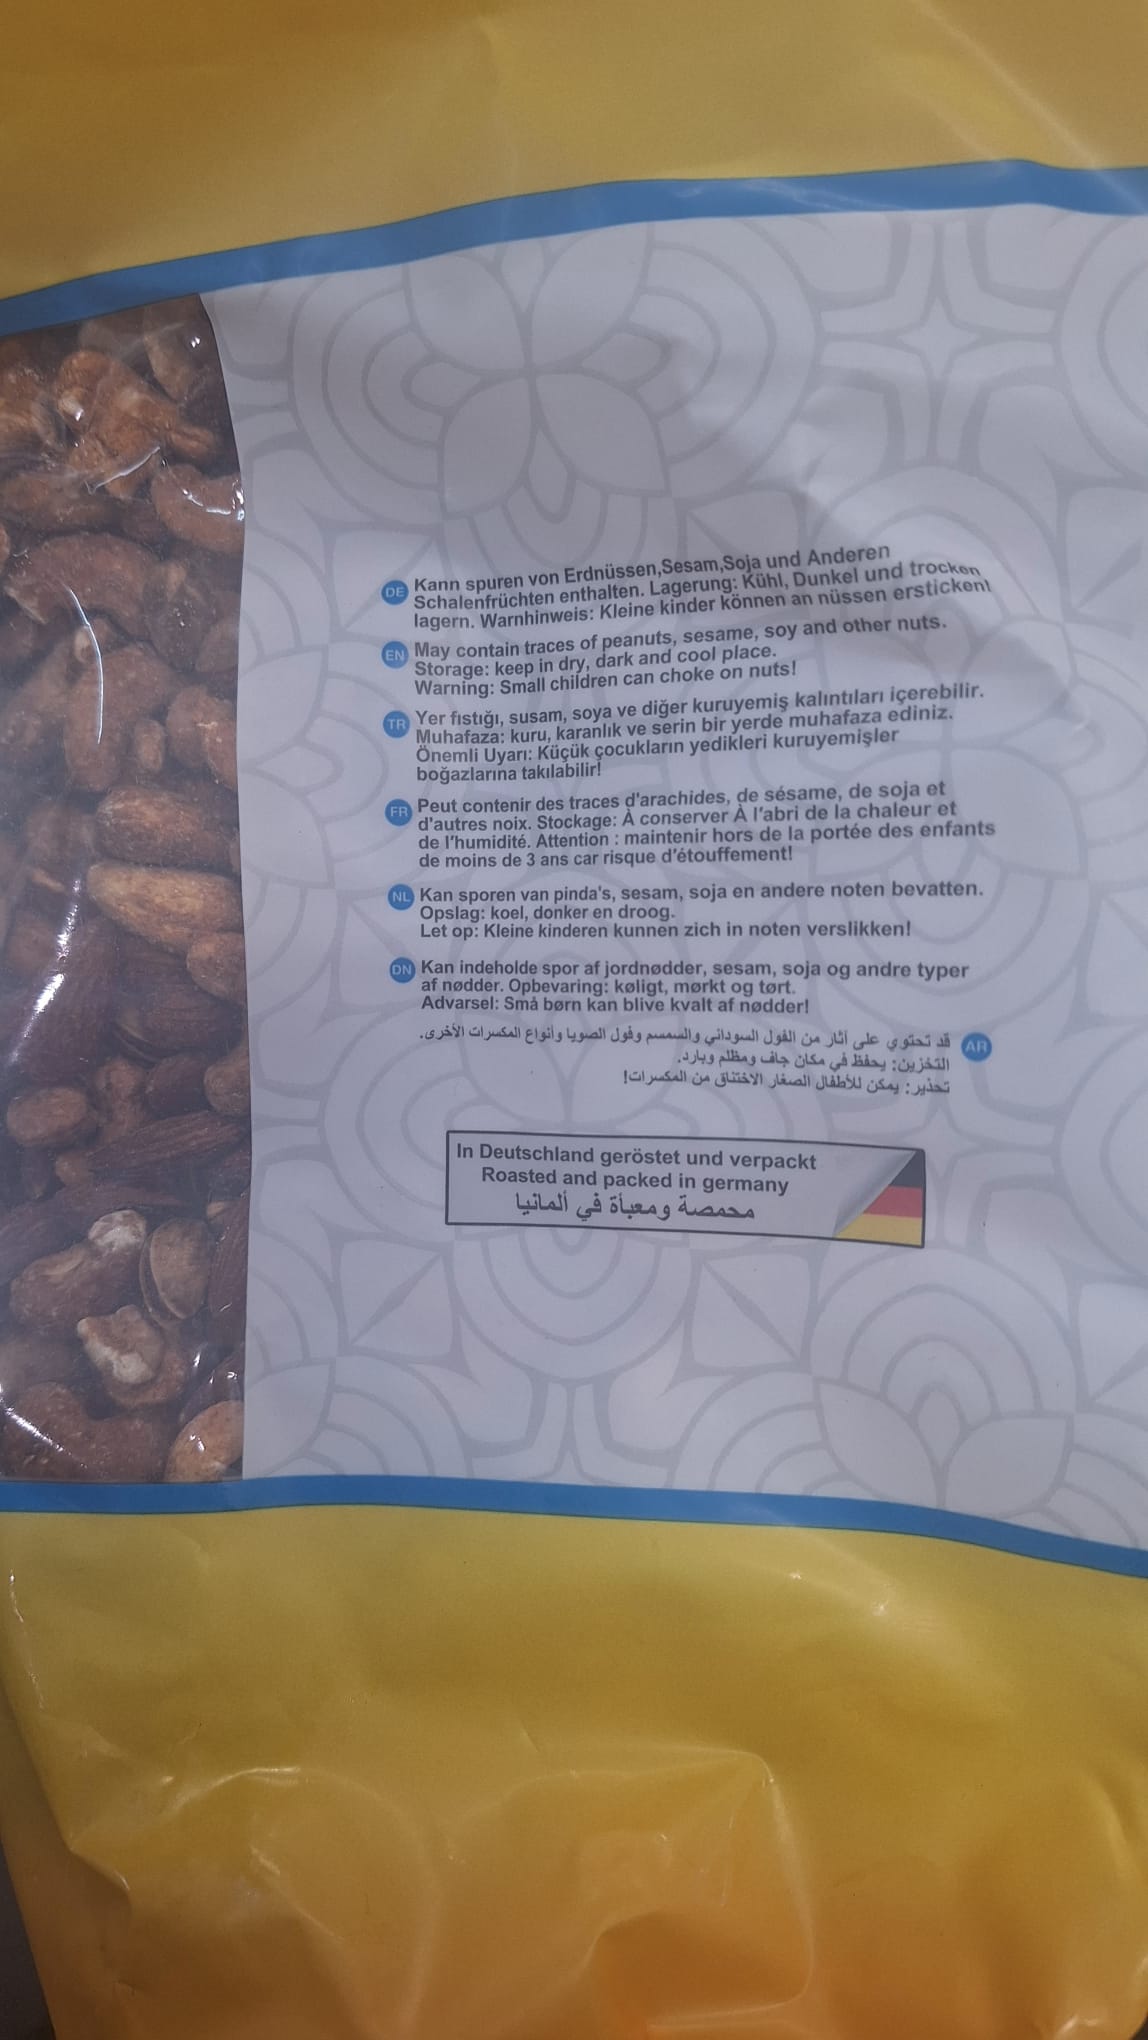 DE Kann spuren von Erdnüssen,Sesam,Soja und Anderen
Schalenfrüchten enthalten. Lagerung: Kühl, Dunkel und trocken
lagern. Warnhinweis: Kleine kinder können an nüssen ersticken!
EN May contain traces of peanuts, sesame, soy and other nuts.
Storage: keep in dry, dark and cool place.
Warning: Small children can choke on nuts!
TR Yer fıstığı, susam, soya ve diğer kuruyemiş kalıntıları içerebilir.
Muhafaza: kuru, karanlık ve serin bir yerde muhafaza ediniz.
Önemli Uyarı: Küçük çocukların yedikleri kuruyemişler
boğazlarına takılabilir!
FR Peut contenir des traces d'arachides, de sésame, de soja et
d'autres noix. Stockage: À conserver À l'abri de la chaleur et
de l'humidité. Attention : maintenir hors de la portée des enfants
de moins de 3 ans car risque d'étouffement!
NL Kan sporen van pinda's, sesam, soja en andere noten bevatten.
Opslag: koel, donker en droog.
Let op: Kleine kinderen kunnen zich in noten verslikken!
DN Kan indeholde spor af jordnødder, sesam, soja og andre typer
af nødder. Opbevaring: køligt, mørkt og tørt.
Advarsel: Små børn kan blive kvalt af nødder!
AR قد تحتوي على آثار من الفول السوداني والسمسم وفول الصويا وأنواع المكسرات الأخرى.
التخزين: يحفظ في مكان جاف ومظلم وبارد.
تحذير: يمكن للأطفال الصغار الاختناق من المكسرات!
In Deutschland geröstet und verpackt
Roasted and packed in germany
محمصة ومعبأة في ألمانيا